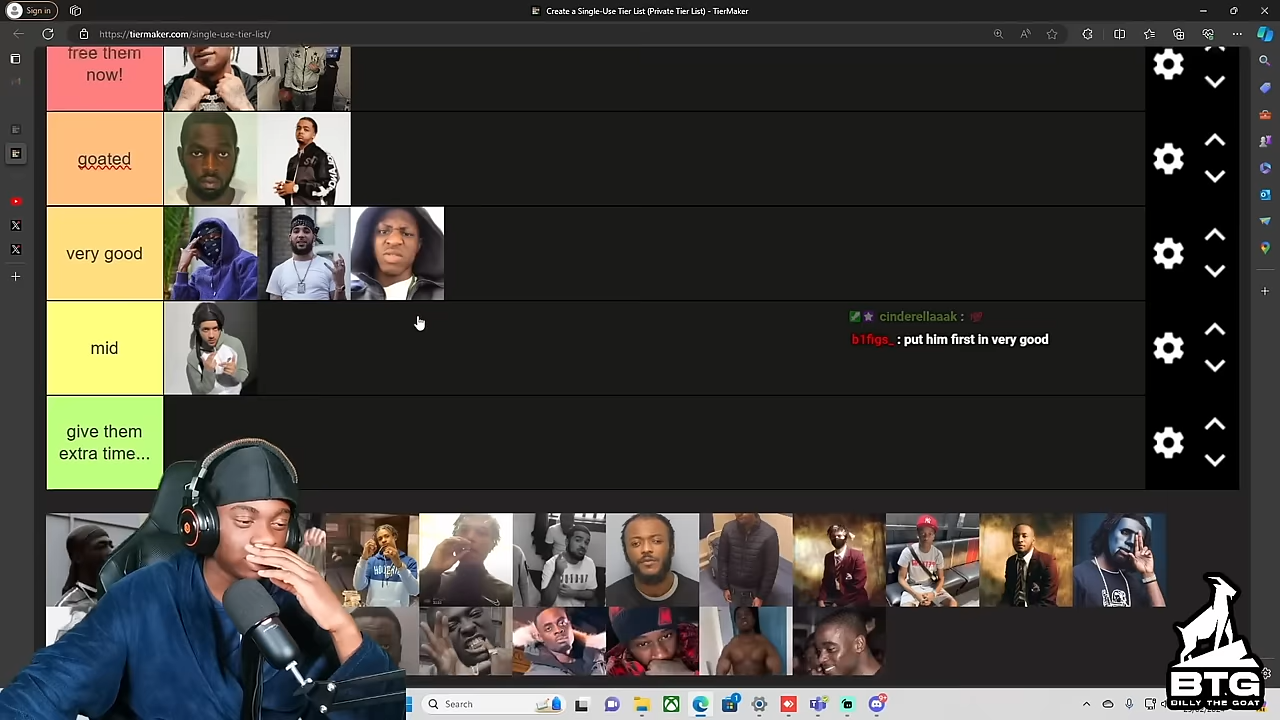 Sign in
Create a Single-Use Tier List (Private Tier List) - TierMaker
https://tiermaker.com/single-use-tier-list/
free them
now!
goated
very good
mid
cinderellaaak :
b1figs_ : put him first in very good
give them
extra time...
BTG
BILLY THE GOAT
Search